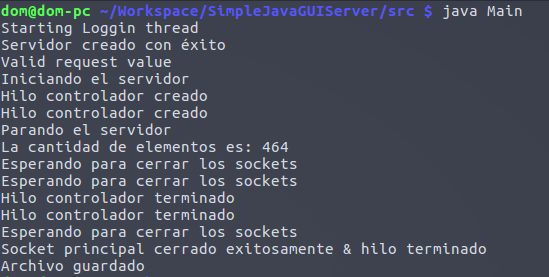 dom@dom-pc ~/Workspace/SimpleJavaGUIServer/src $ java Main
Starting Loggin thread
Servidor creado con éxito
Valid request value
Iniciando el servidor
Hilo controlador creado
Hilo controlador creado
Parando el servidor
La cantidad de elementos es: 464
Esperando para cerrar los sockets
Esperando para cerrar los sockets
Hilo controlador terminado
Hilo controlador terminado
Esperando para cerrar los sockets
Socket principal cerrado exitosamente & hilo terminado
Archivo guardado